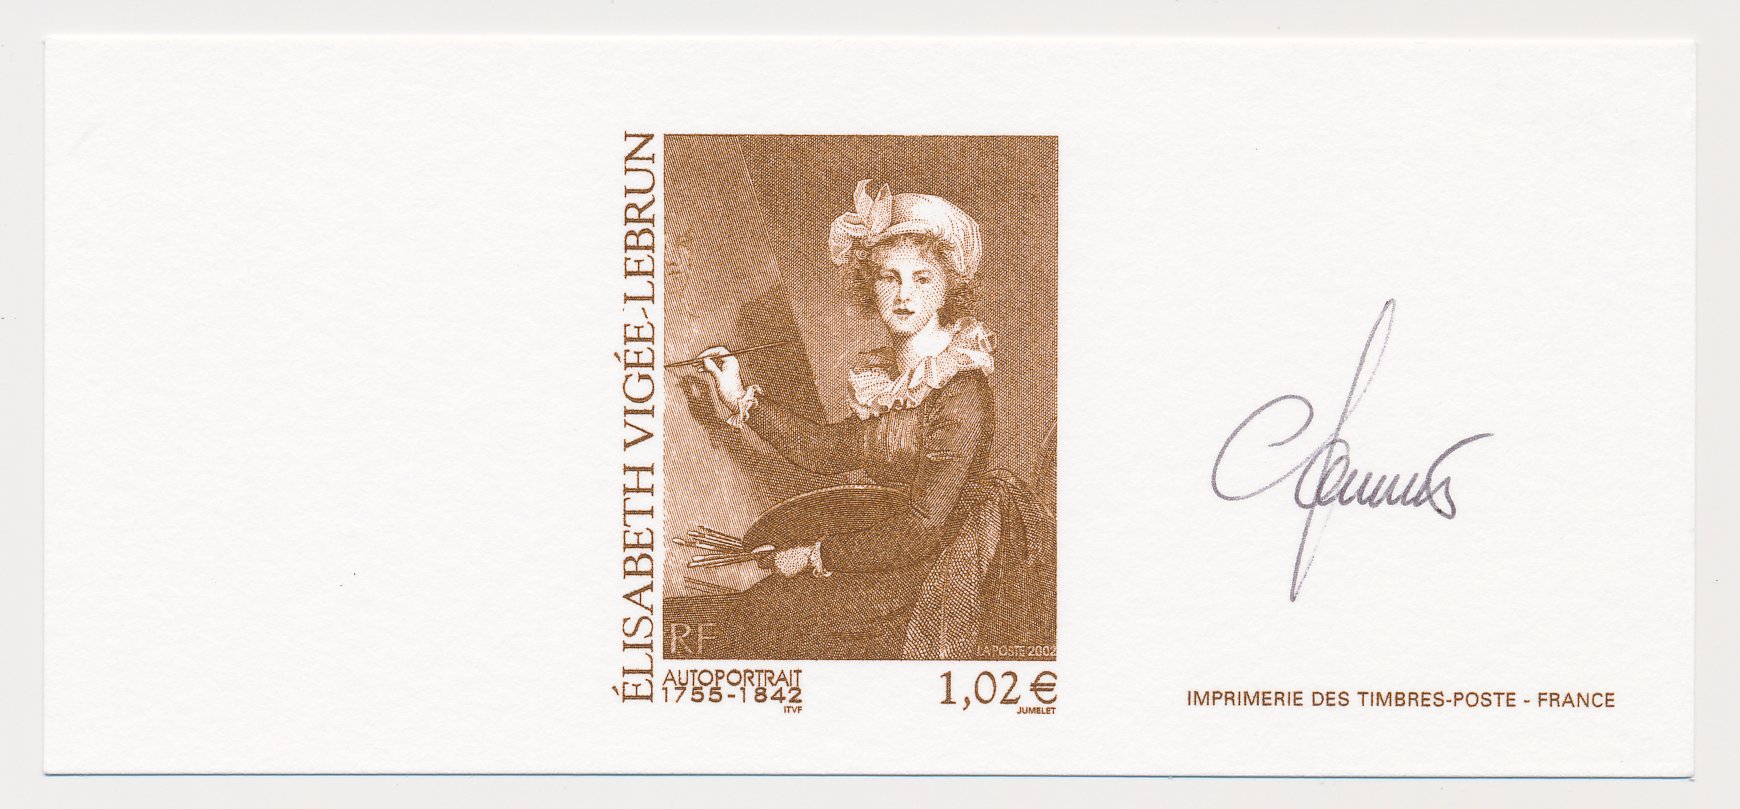 ÉLISABETH VIGÉE-LEBRUN
RF
LA POSTE 2002
AUTOPORTRAIT
1755-1842
ITVF
1,02 €
JUMELET
IMPRIMERIE DES TIMBRES-POSTE - FRANCE